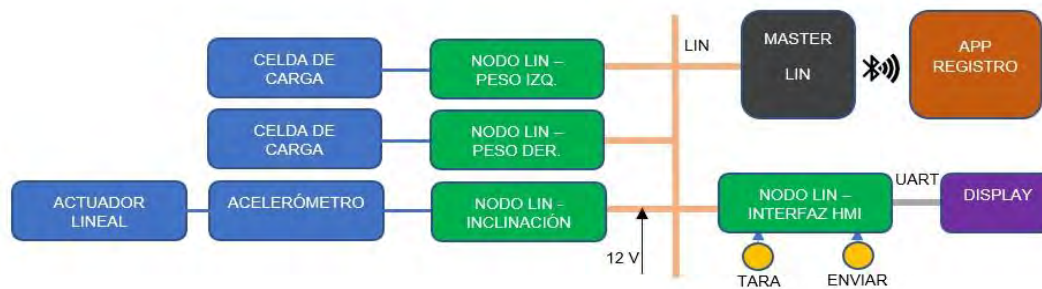 CELDA DE
CARGA
NODO LIN –
PESO IZQ.
LIN
MASTER
LIN
APP
REGISTRO
CELDA DE
CARGA
NODO LIN –
PESO DER.
ACTUADOR
LINEAL
ACELERÓMETRO
NODO LIN –
INCLINACIÓN
12 V
NODO LIN –
INTERFAZ HMI
UART
DISPLAY
TARA
ENVIAR